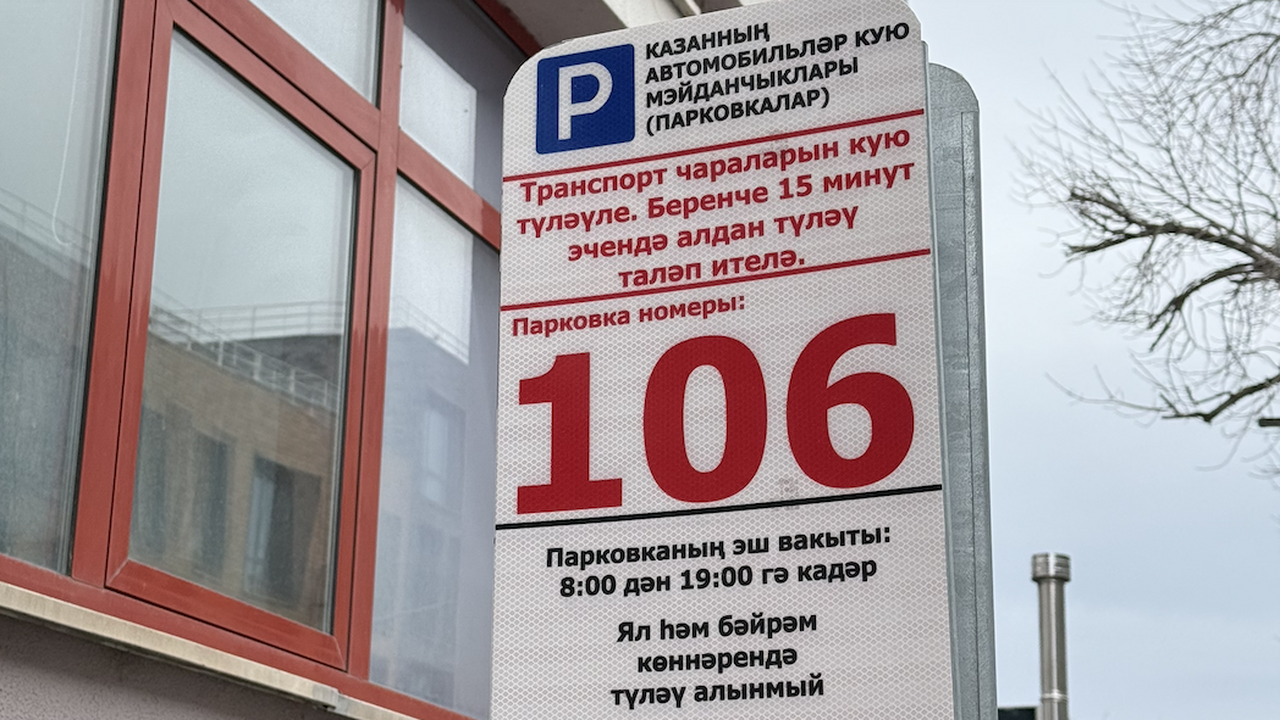 P
КАЗАННЫҢ
АВТОМОБИЛЬЛӘР КУЮ
МӘЙДАНЧЫКЛАРЫ
(ПАРКОВКАЛАР)
Транспорт чараларын кую
түләүле. Беренче 15 минут
эчендә алдан түләү
таләп ителә.
Парковка номеры:
106
Парковканың эш вакыты:
8:00 дән 19:00 гә кадәр
Ял һәм бәйрәм
көннәрендә
түләү алынмый